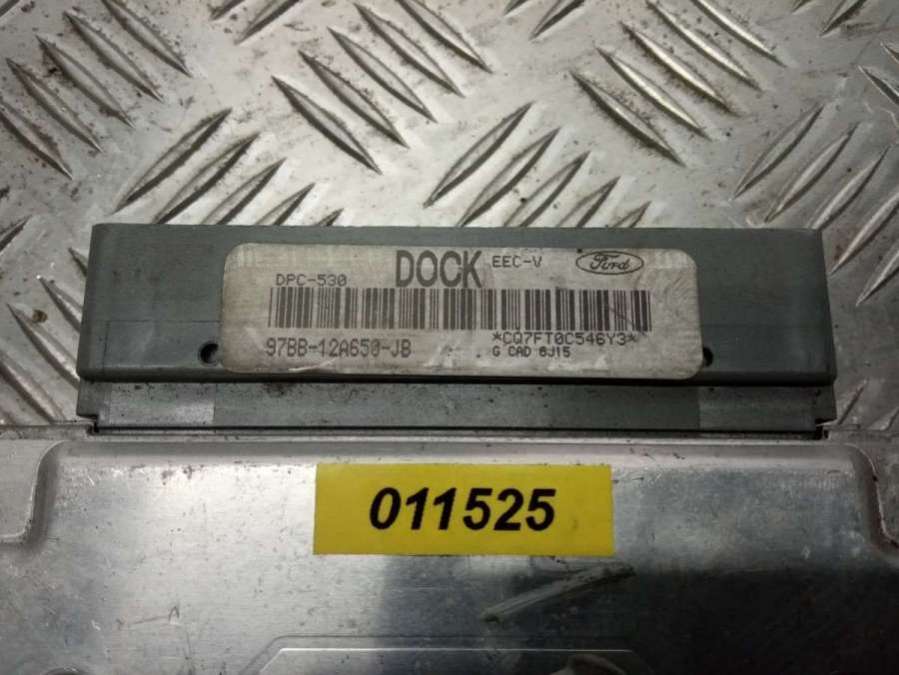 DOCK EEC-V Ford
DPC-530
97BB-12A650-JB *CQ7FT0C546Y3*
G CAD 6J15
011525